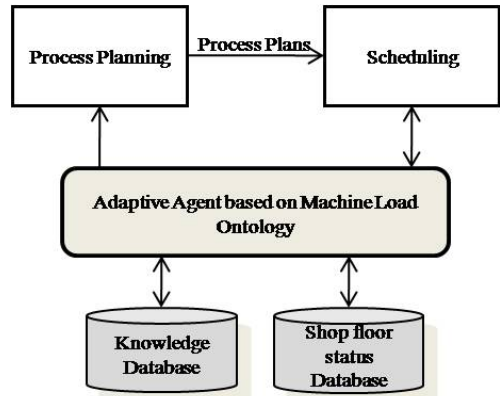 Process Planning
Process Plans
Scheduling
Adaptive Agent based on Machine Load
Ontology
Knowledge
Database
Shop floor
status
Database